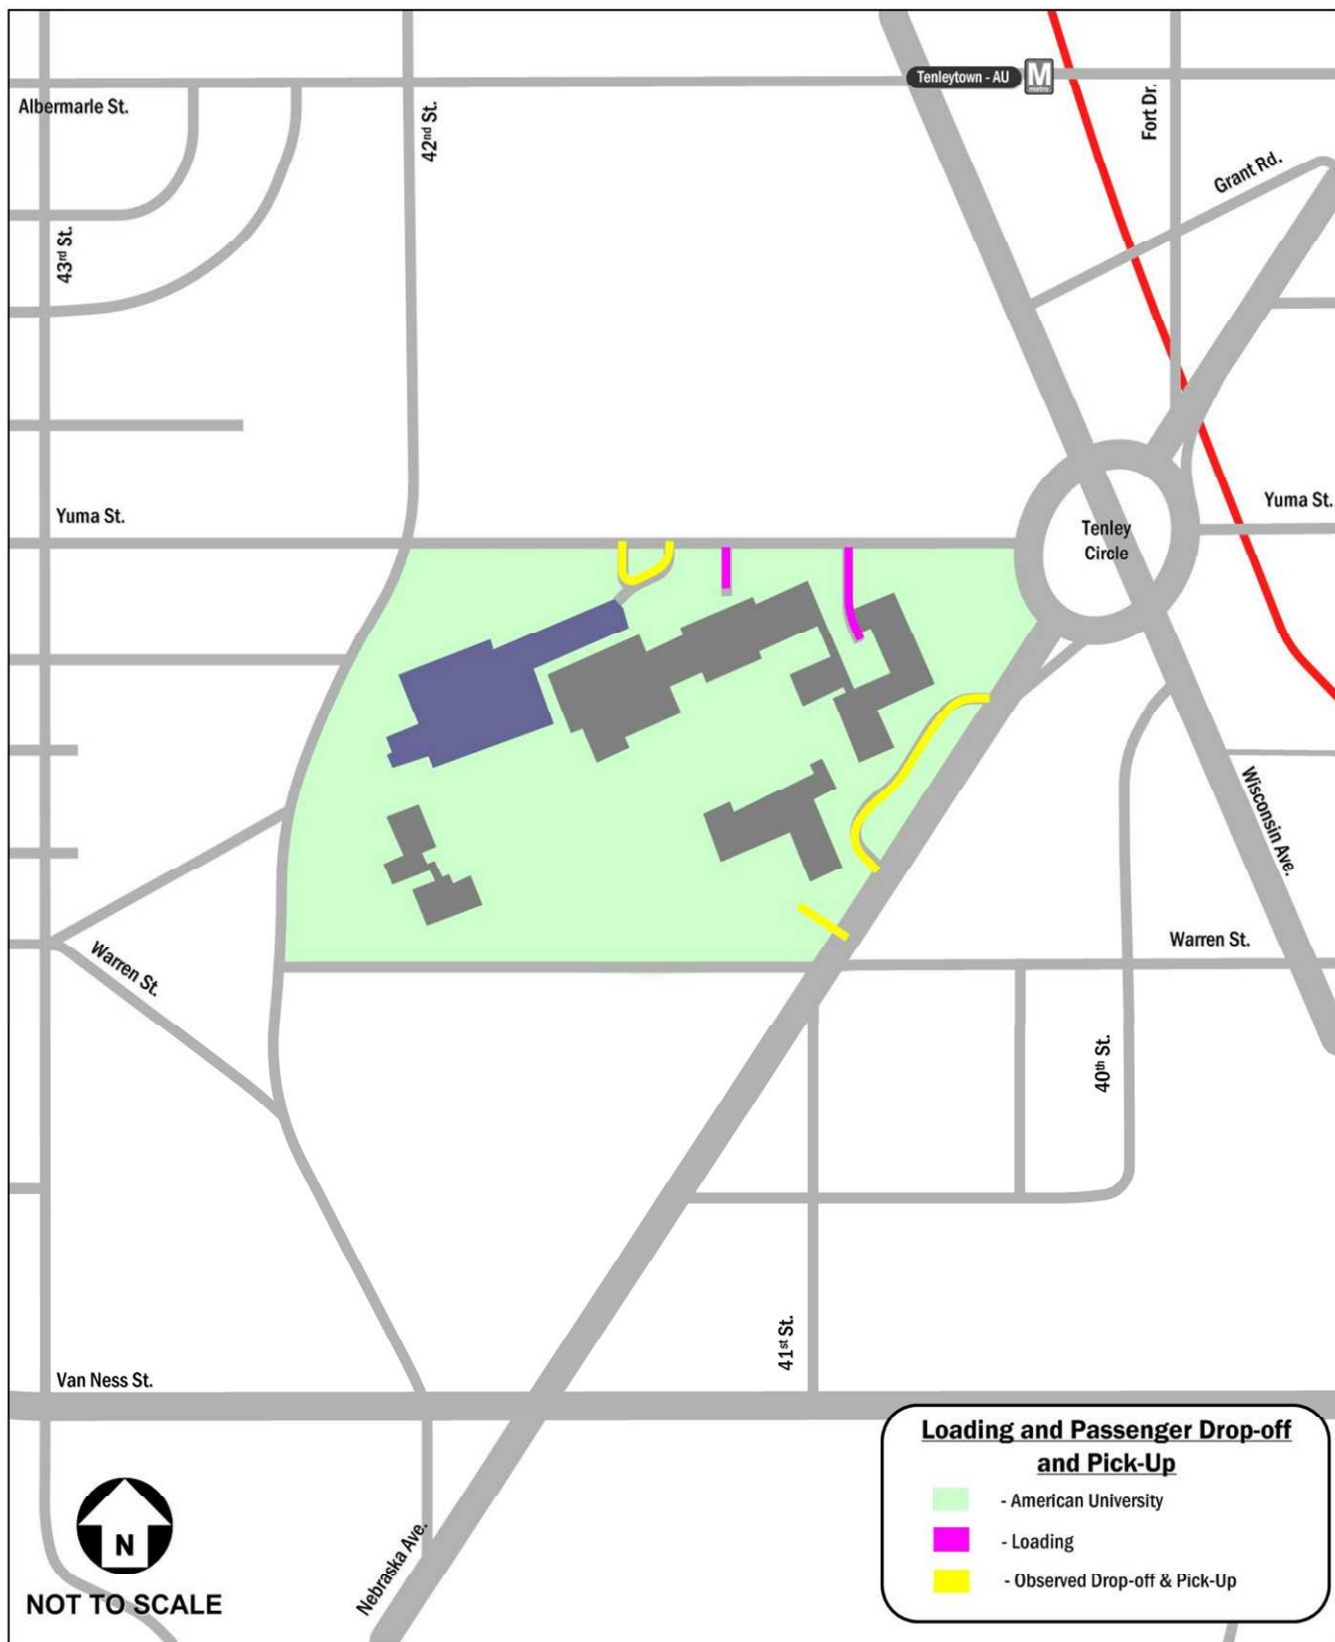 Tenleytown - AU
M
metro
Albermarle St.
42nd St.
Fort Dr.
Grant Rd.
43rd St.
Yuma St.
Yuma St.
Tenley
Circle
Wisconsin Ave.
Warren St.
Warren St.
40th St.
41st St.
Van Ness St.
Nebraska Ave.
N
NOT TO SCALE
Loading and Passenger Drop-off
and Pick-Up
- American University
- Loading
- Observed Drop-off & Pick-Up